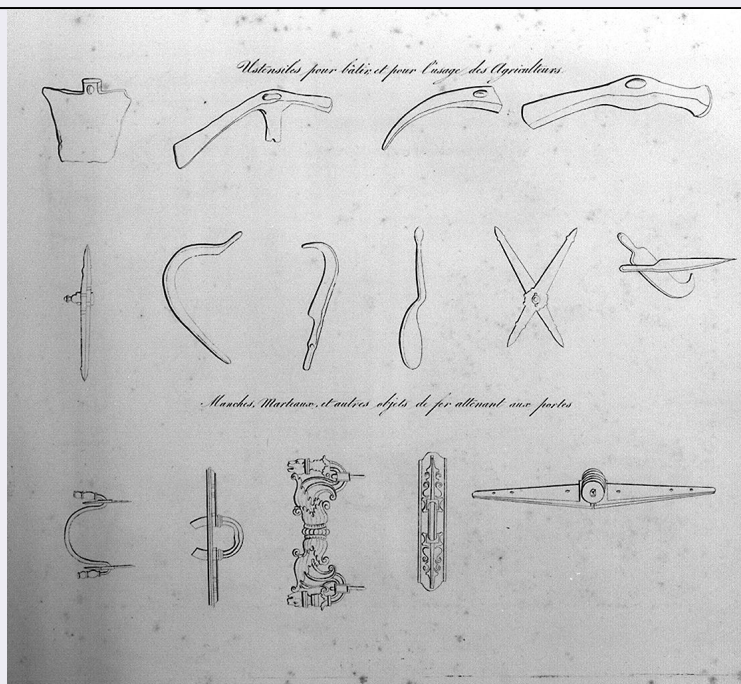 Ustensiles pour bâtir, et pour l'usage des Agriculteurs.
Manches, Marteaux, et autres objets de fer attenant aux portes